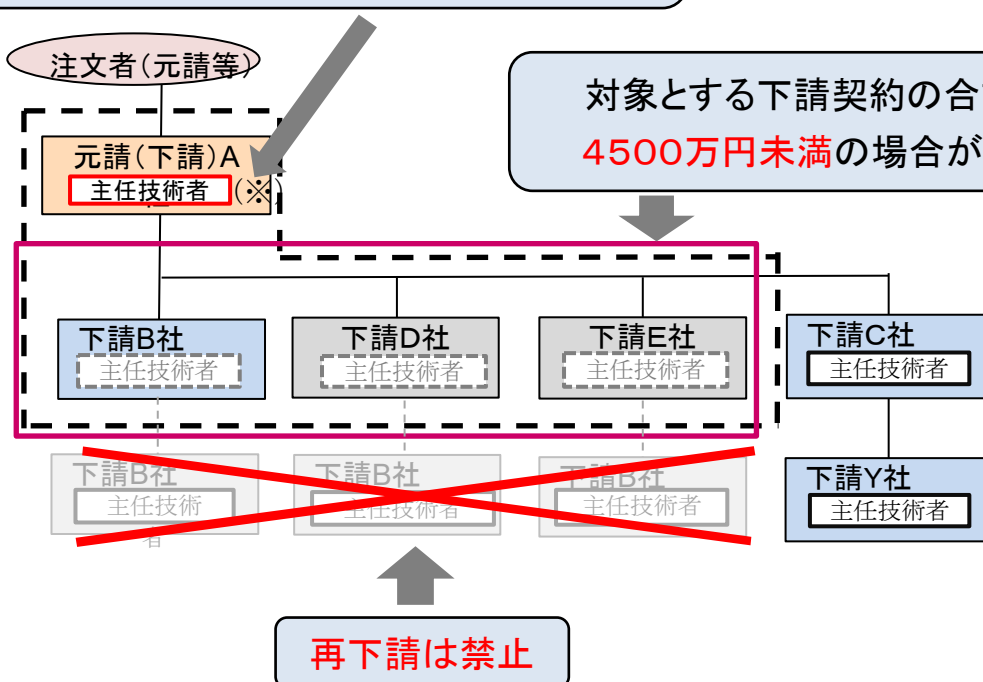 注文者(元請等)
対象とする下請契約の合
4500万円未満の場合が
元請(下請)A
主任技術者 (※)
下請B社
主任技術者
下請D社
主任技術者
下請E社
主任技術者
下請C社
主任技術者
下請B社
主任技術
者
下請B社
主任技術者
下請B社
主任技術者
下請Y社
主任技術者
再下請は禁止